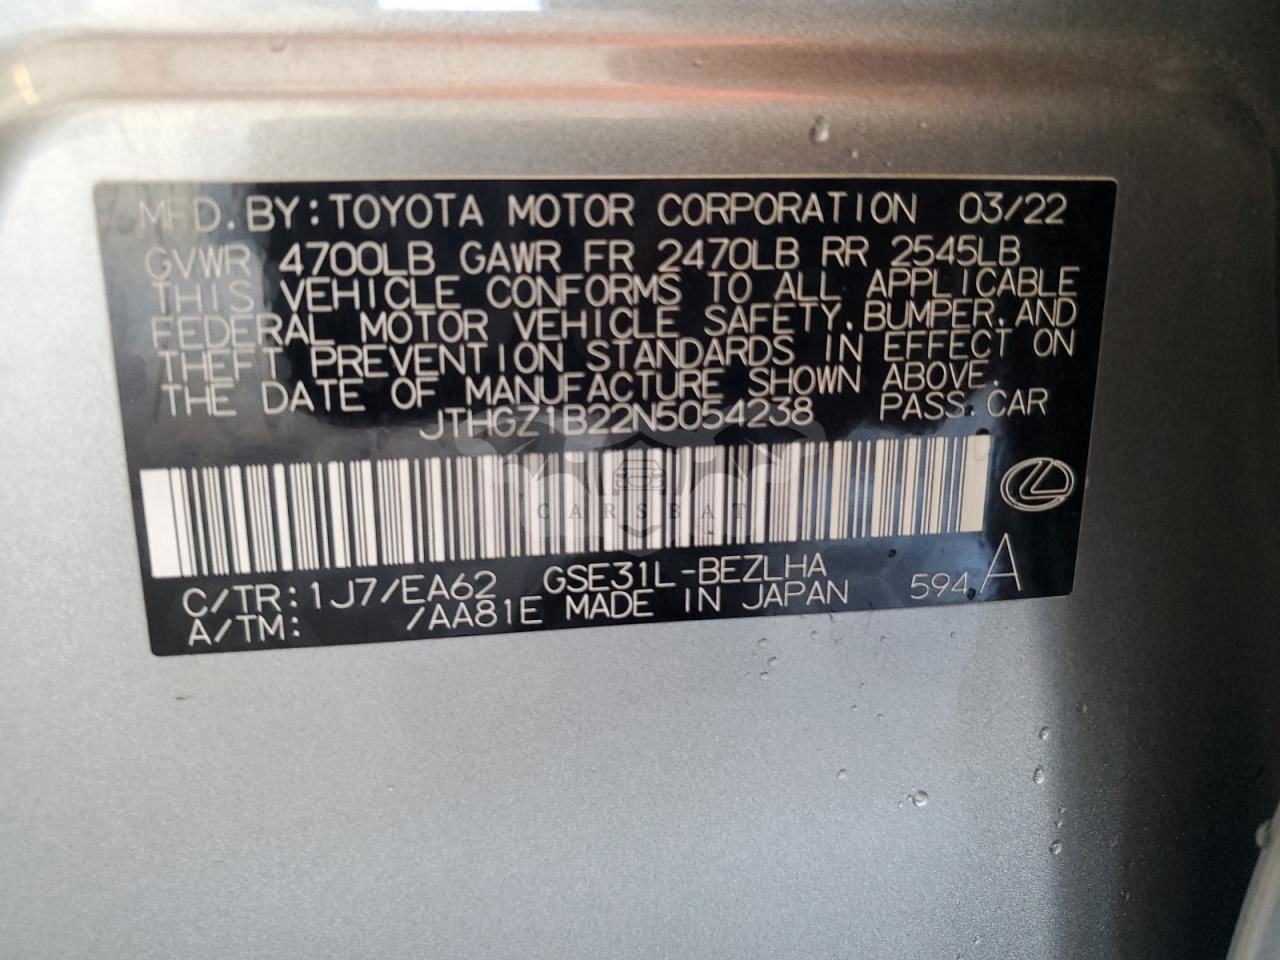 MFD. BY: TOYOTA MOTOR CORPORATION 03/22
GVWR 4700LB GAWR FR 2470LB RR 2545LB
THIS VEHICLE CONFORMS TO ALL APPLICABLE
FEDERAL MOTOR VEHICLE SAFETY, BUMPER, AND
THEFT PREVENTION STANDARDS IN EFFECT ON
THE DATE OF MANUFACTURE SHOWN ABOVE.
JTHGZ1B22N5054238 PASS. CAR
CARSBAT
C/TR: 1J7/EA62 GSE31L-BEZLHA 594 A
A/TM: /AA81E MADE IN JAPAN